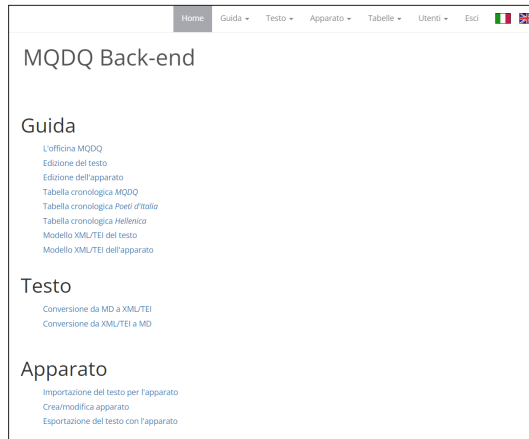 Home Guida Testo Apparato Tabelle Utenti Esci
MQDQ Back-end
Guida
L'officina MQDQ
Edizione del testo
Edizione dell'apparato
Tabella cronologica MQDQ
Tabella cronologica Poeti d'Italia
Tabella cronologica Hellenica
Modello XML/TEI del testo
Modello XML/TEI dell'apparato
Testo
Conversione da MD a XML/TEI
Conversione da XML/TEI a MD
Apparato
Importazione del testo per l'apparato
Crea/modifica apparato
Esportazione del testo con l'apparato